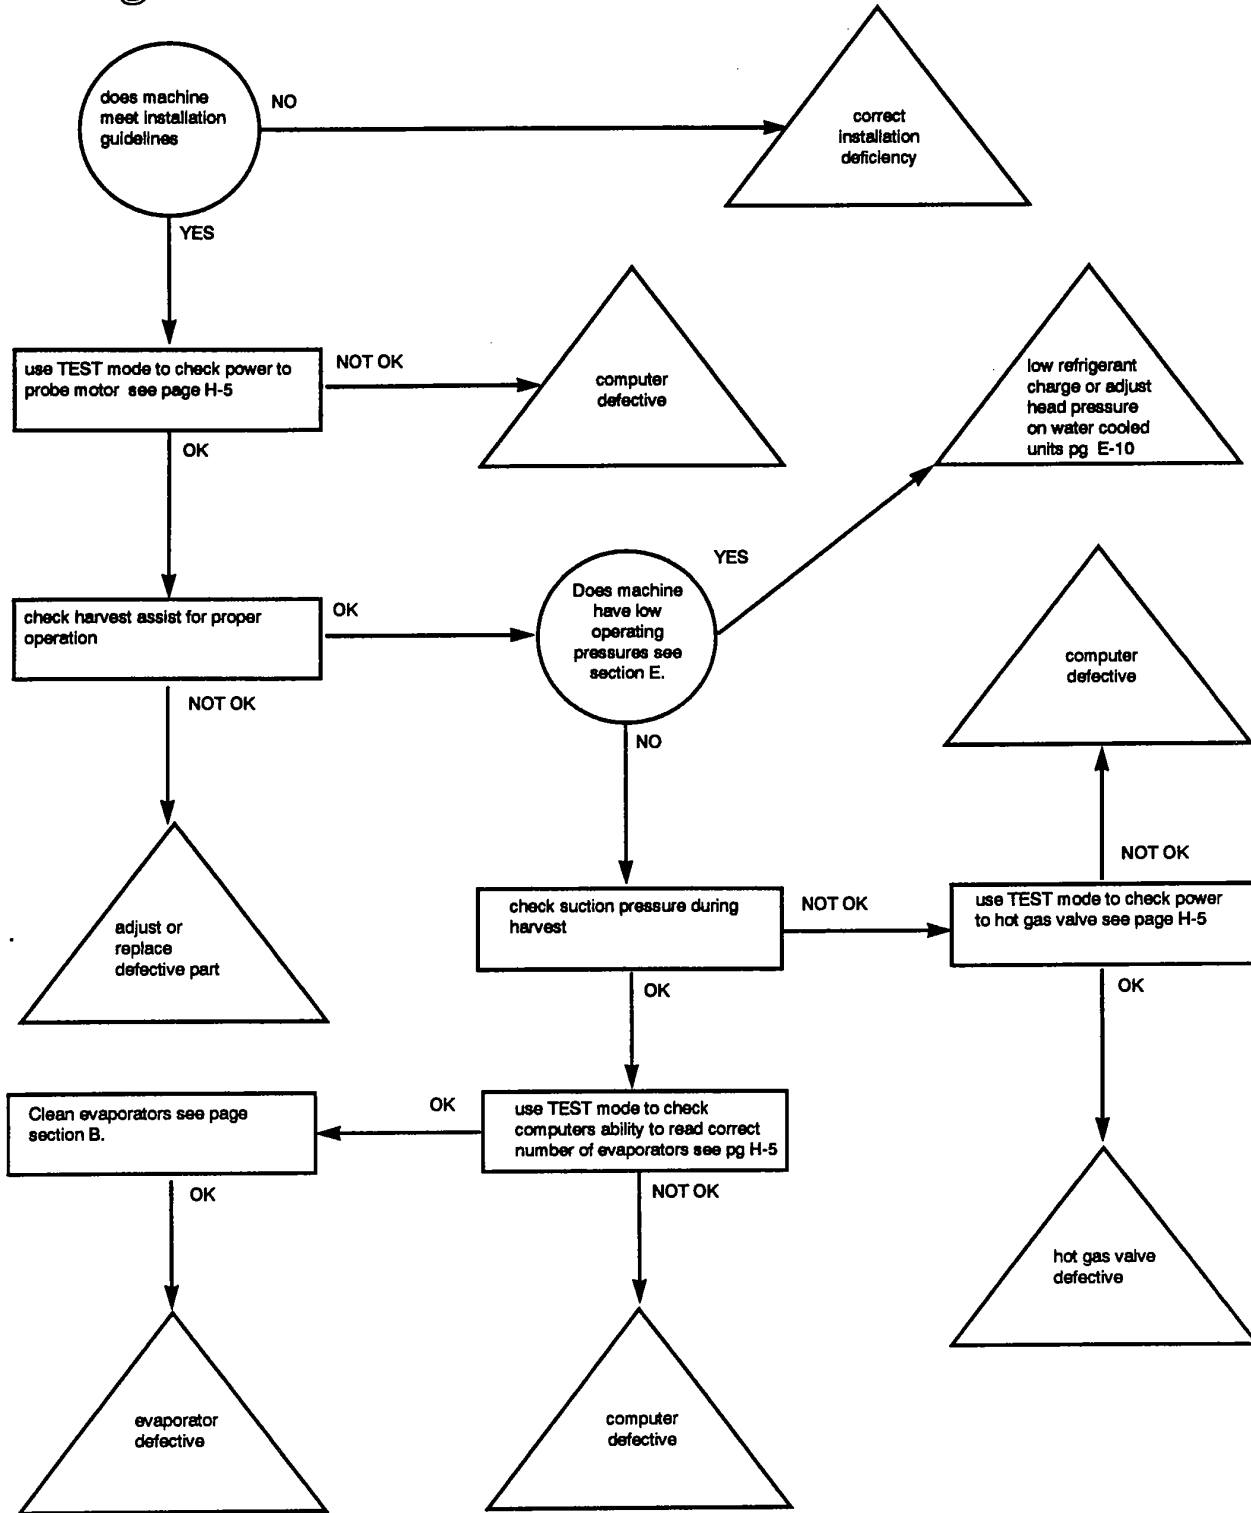 does machine
meet installation
guidelines
NO
correct
installation
deficiency
YES
use TEST mode to check power to
probe motor see page H-5
NOT OK
computer
defective
low refrigerant
charge or adjust
head pressure
on water cooled
units pg E-10
OK
check harvest assist for proper
operation
OK
Does machine
have low
operating
pressures see
section E.
YES
computer
defective
NOT OK
NO
NOT OK
adjust or
replace
defective part
check suction pressure during
harvest
NOT OK
use TEST mode to check power
to hot gas valve see page H-5
OK
OK
Clean evaporators see page
section B.
OK
use TEST mode to check
computers ability to read correct
number of evaporators see pg H-5
OK
NOT OK
hot gas valve
defective
evaporator
defective
computer
defective